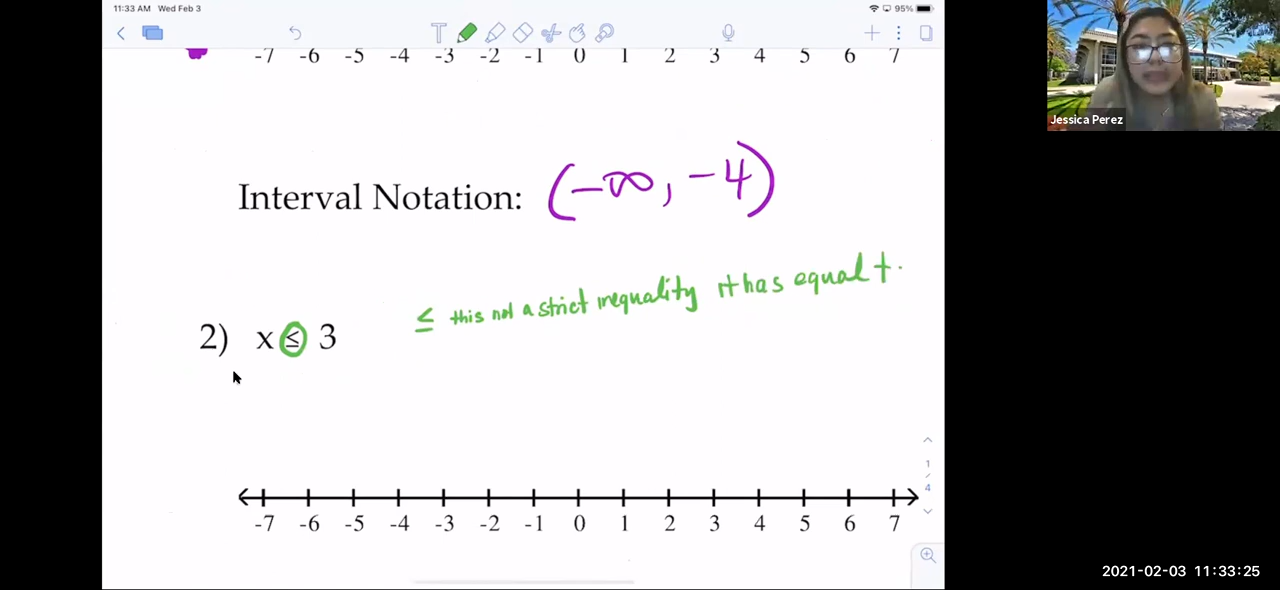 11:33 AM Wed Feb 3
95%
-7 -6 -5 -4 -3 -2 -1 0 1 2 3 4 5 6 7
Jessica Perez
Interval Notation: (-∞, -4)
≤ this not a strict inequality it has equal t.
2) x ≤ 3
1
/
4
-7 -6 -5 -4 -3 -2 -1 0 1 2 3 4 5 6 7
2021-02-03 11:33:25